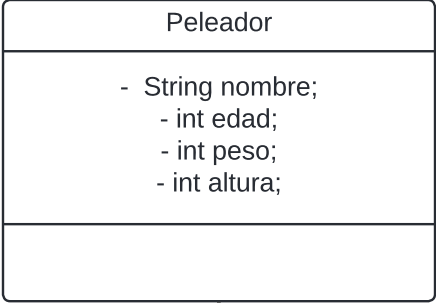 Peleador
- String nombre;
- int edad;
- int peso;
- int altura;